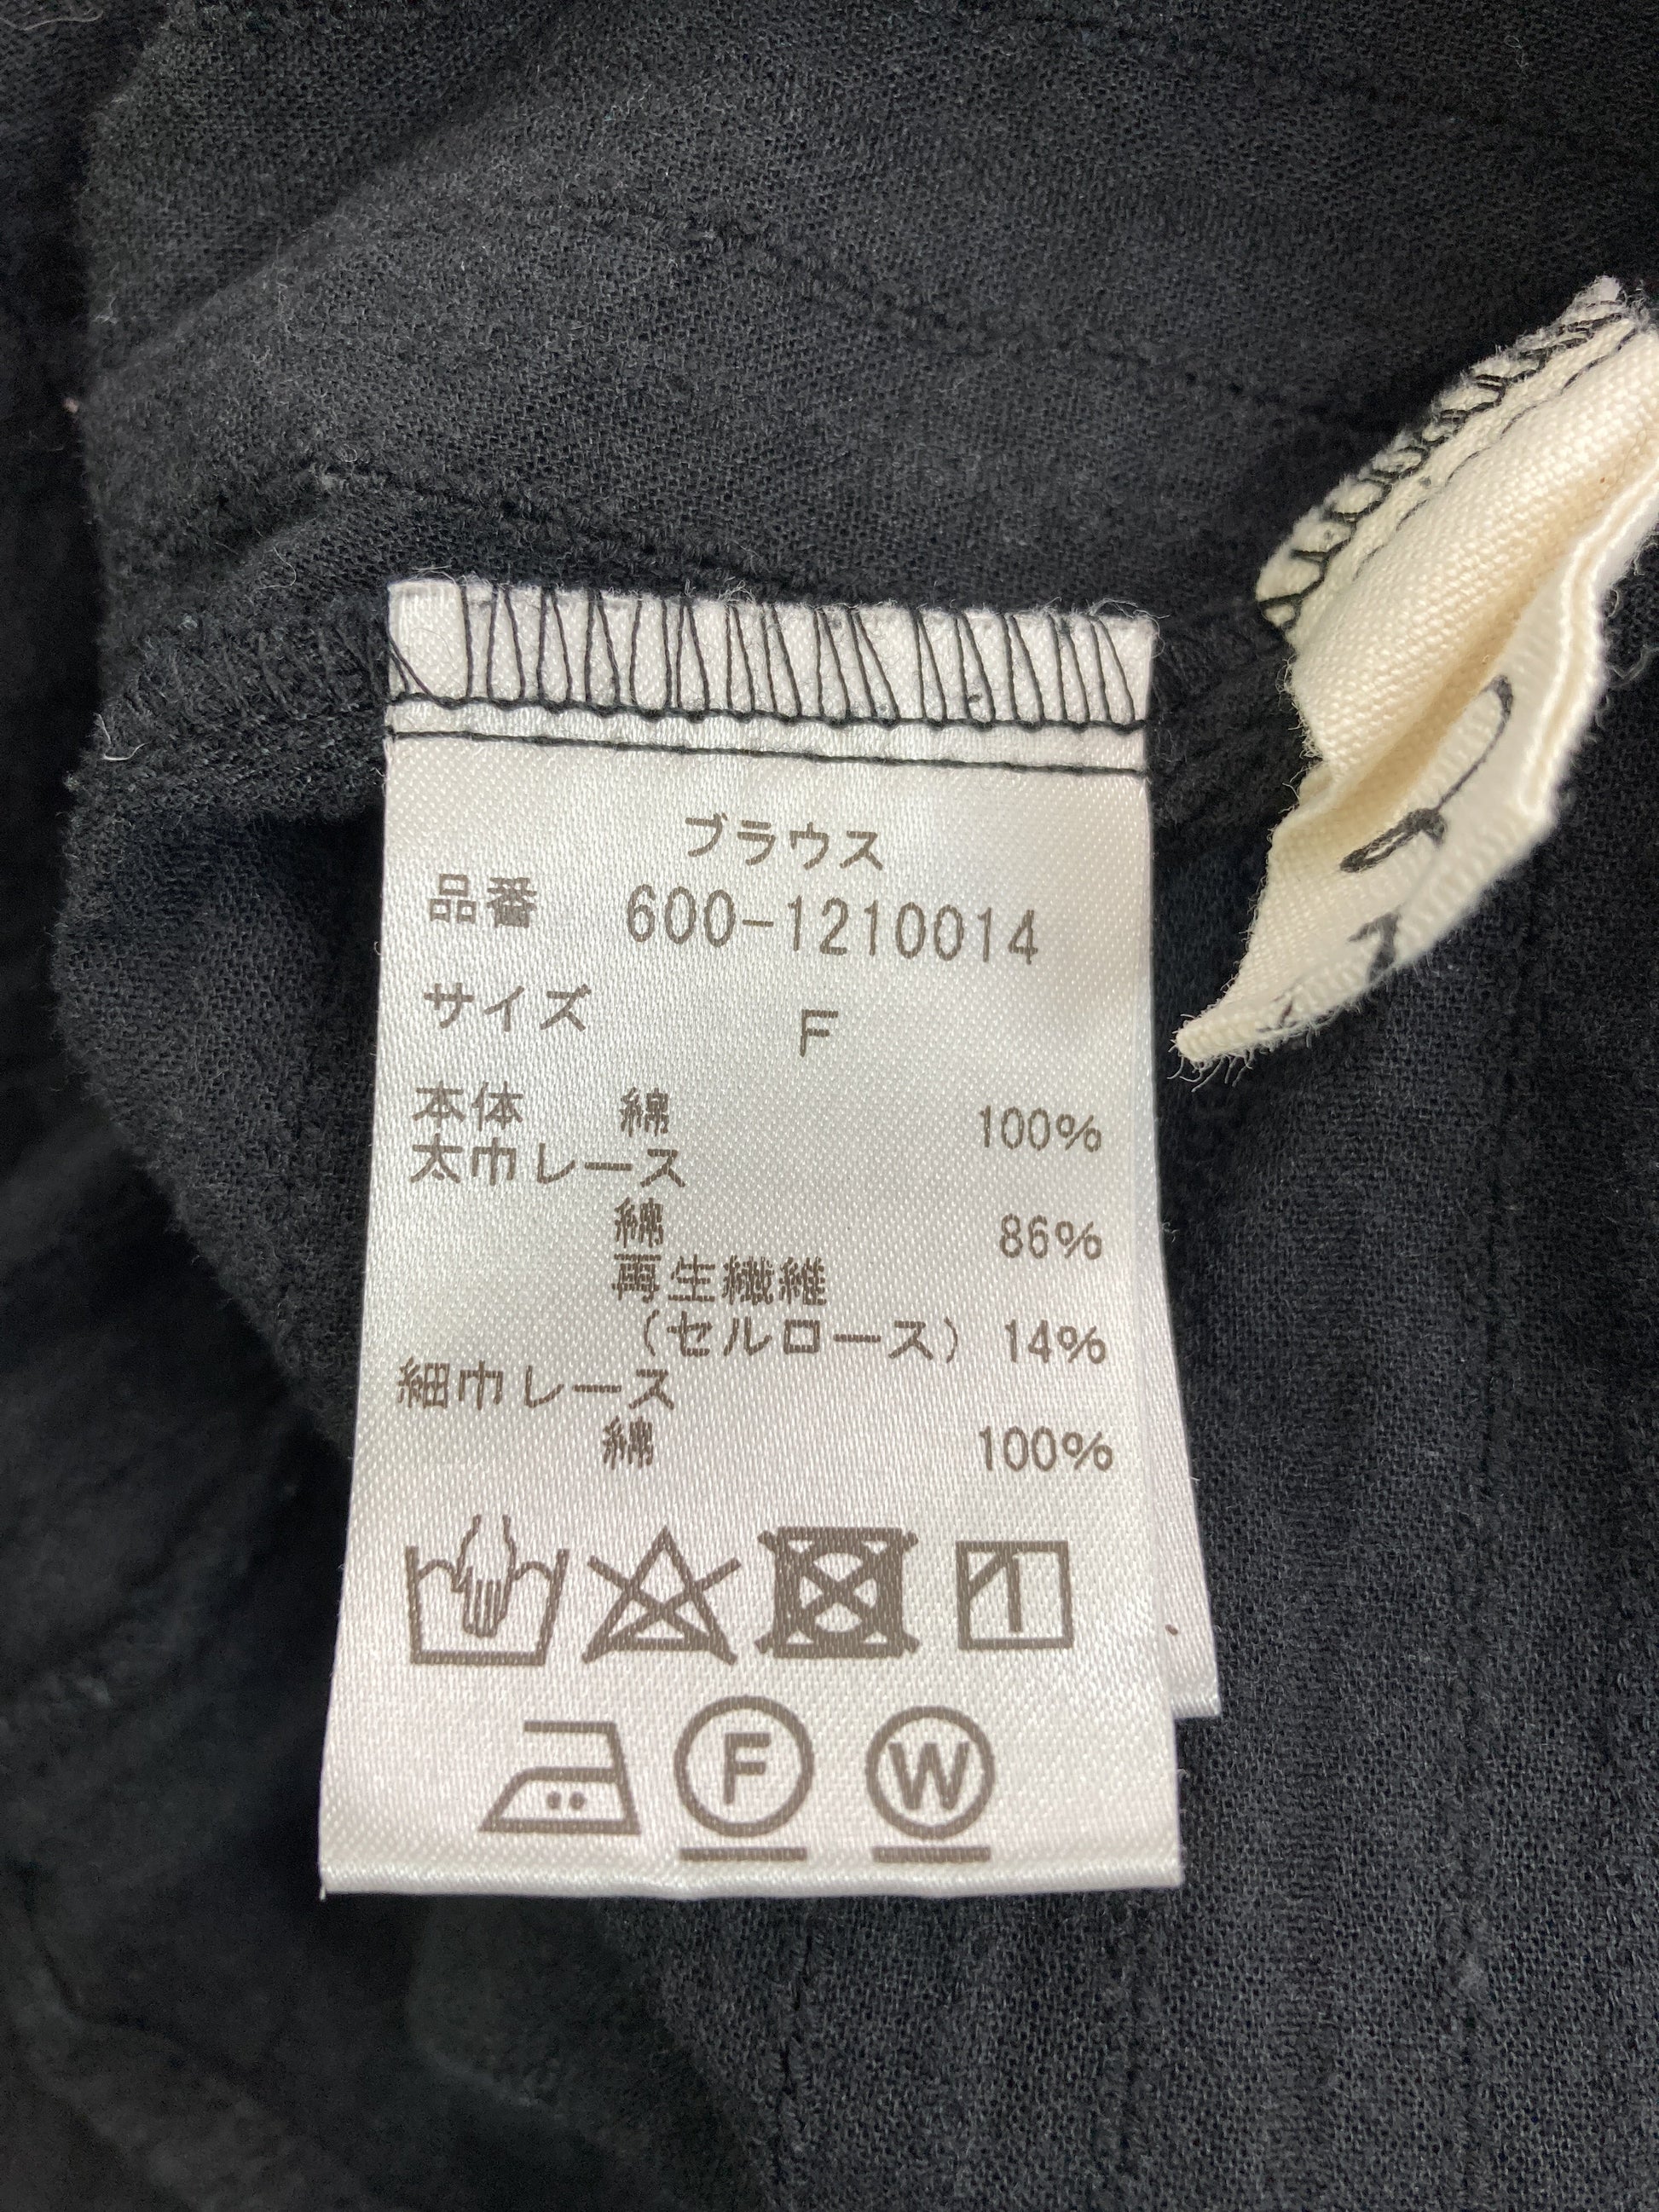 ブラウス
品番 600-1210014
サイズ F
本体 綿 100%
太巾レース
綿 86%
再生繊維
(セルロース) 14%
細巾レース
綿 100%
F W